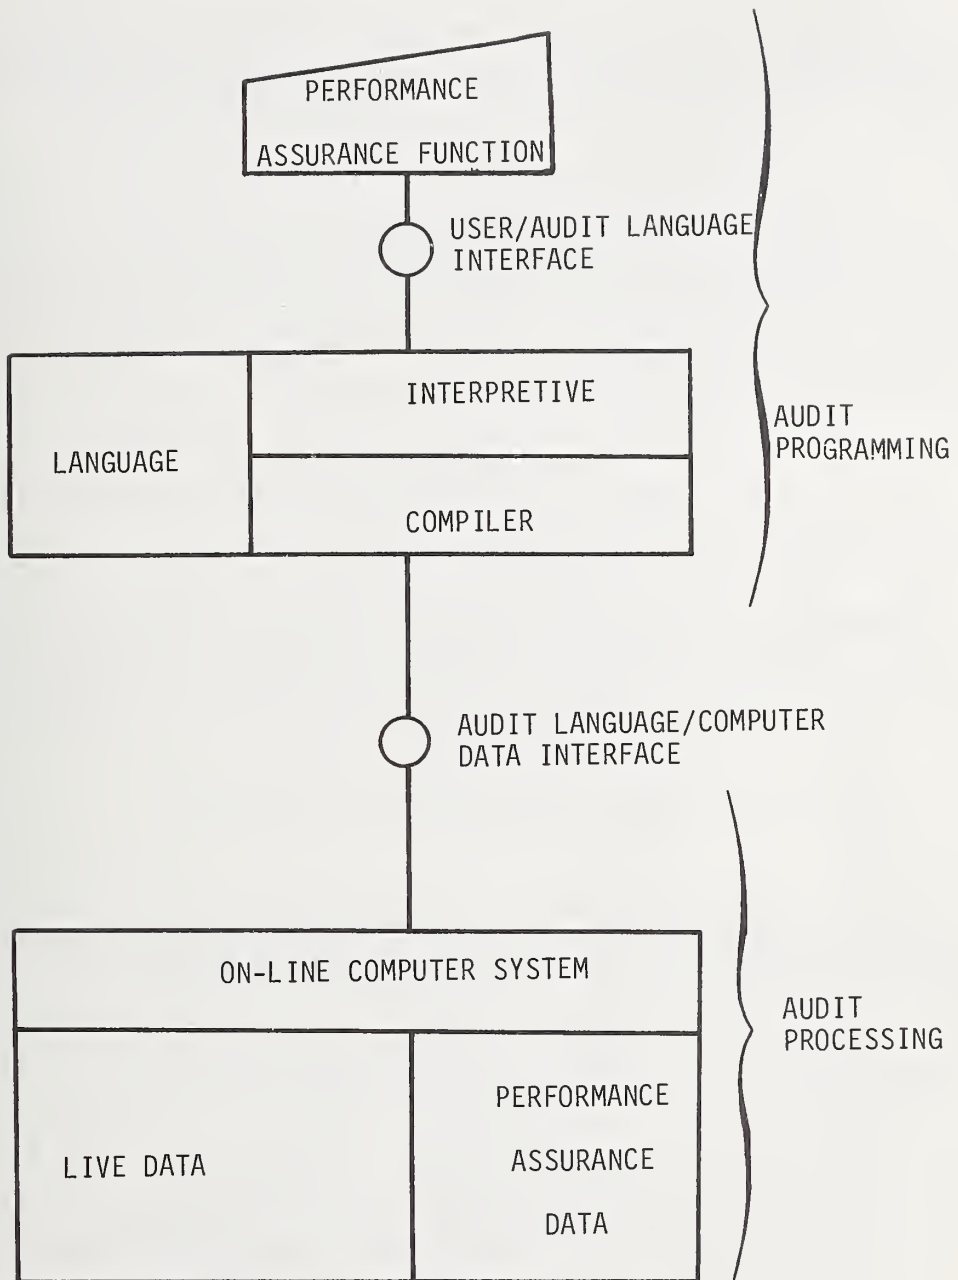 PERFORMANCE
ASSURANCE FUNCTION
USER/AUDIT LANGUAGE
INTERFACE
INTERPRETIVE
LANGUAGE
COMPILER
AUDIT
PROGRAMMING
AUDIT LANGUAGE/COMPUTER
DATA INTERFACE
ON-LINE COMPUTER SYSTEM
LIVE DATA
PERFORMANCE
ASSURANCE
DATA
AUDIT
PROCESSING